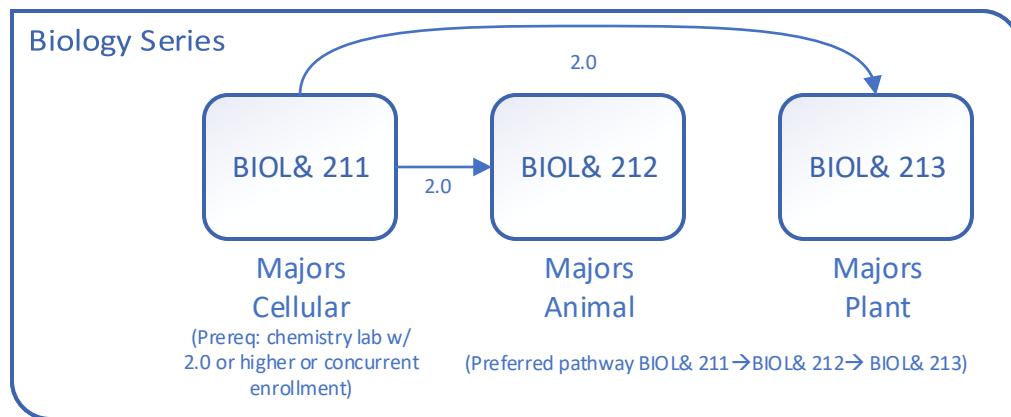 Biology Series
2.0
BIOL& 211
2.0
BIOL& 212
BIOL& 213
Majors
Cellular
(Prereq: chemistry lab w/
2.0 or higher or concurrent
enrollment)
Majors
Animal
Majors
Plant
(Preferred pathway BIOL& 211→BIOL& 212→ BIOL& 213)